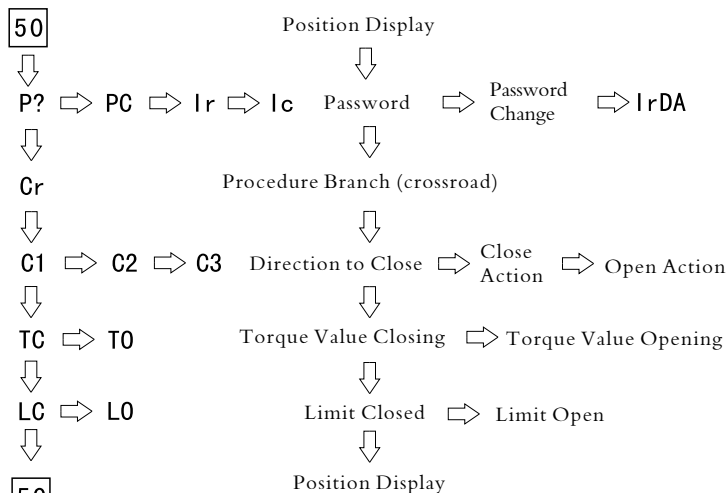 50 Position Display
P? PC Ir Ic Password Password Change IrDA
Cr Procedure Branch (crossroad)
C1 C2 C3 Direction to Close Close Action Open Action
TC TO Torque Value Closing Torque Value Opening
LC LO Limit Closed Limit Open
50 Position Display